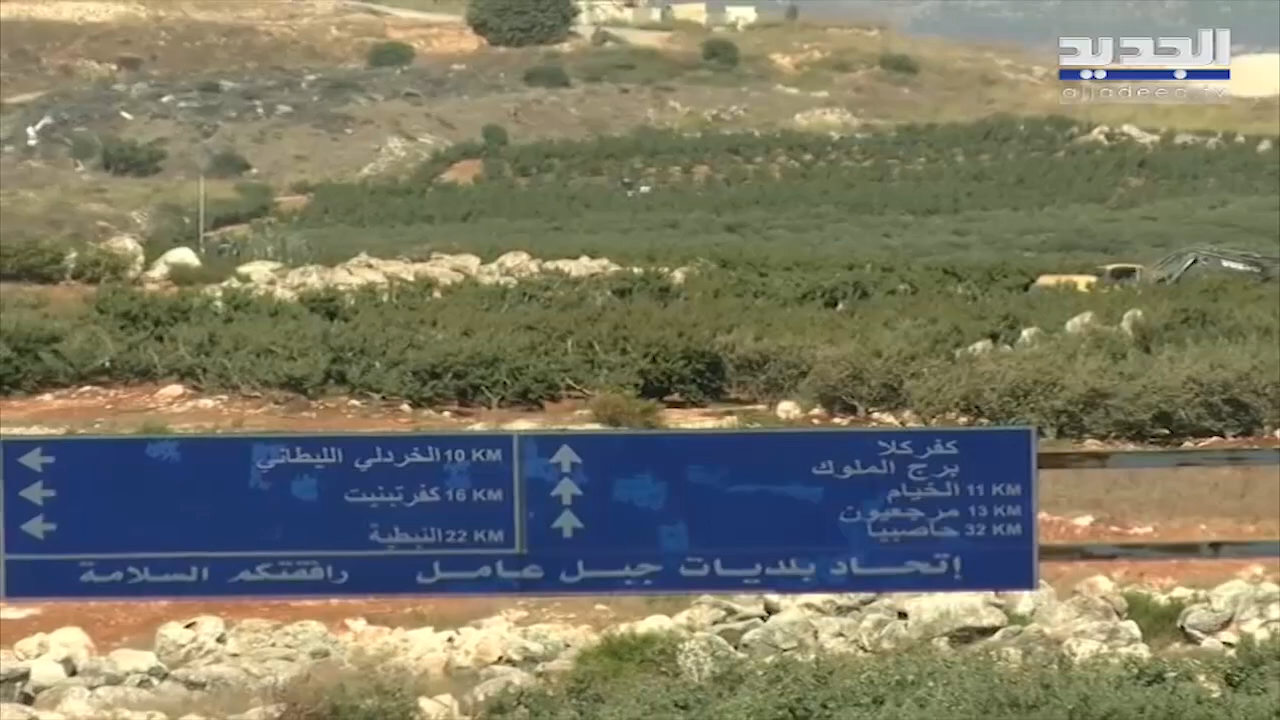 الجديد
aljadeed.tv
كفركلا
برج الملوك
الخيام 11 KM
مرجعيون 13 KM
حاصبيا 32 KM
الخردلي الليطاني 10 KM
كفرتبنيت 16 KM
النبطية 22 KM
إتحاد بلديات جبل عامل رافقتكم السلامة